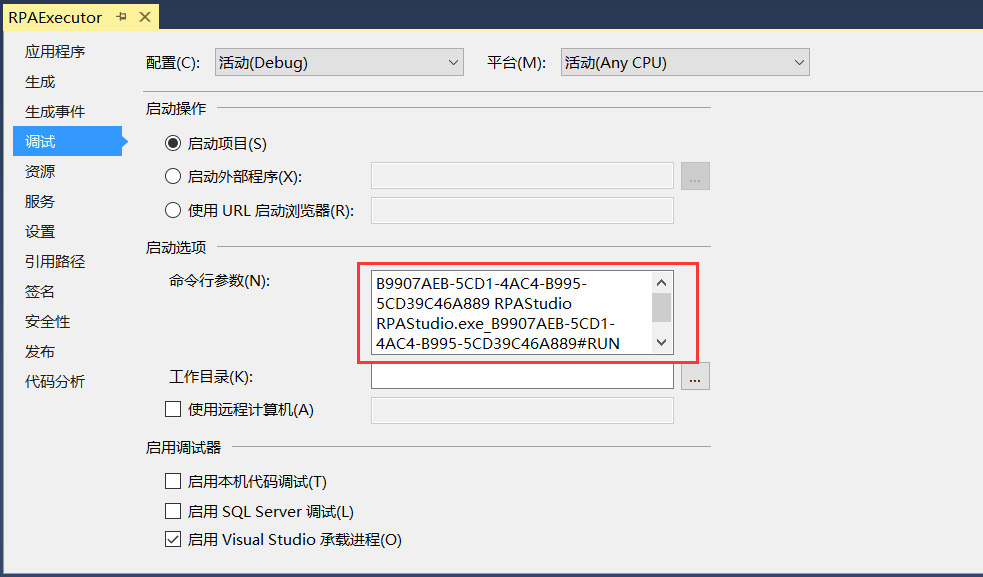 RPAExecutor
应用程序
生成
生成事件
调试
资源
服务
设置
引用路径
签名
安全性
发布
代码分析
配置(C): 活动(Debug) 平台(M): 活动(Any CPU)
启动操作
启动项目(S)
启动外部程序(X): ...
使用 URL 启动浏览器(R):
启动选项
命令行参数(N):
B9907AEB-5CD1-4AC4-B995-
5CD39C46A889 RPAStudio
RPAStudio.exe_B9907AEB-5CD1-
4AC4-B995-5CD39C46A889#RUN
工作目录(K): ...
使用远程计算机(A)
启用调试器
启用本机代码调试(T)
启用 SQL Server 调试(L)
启用 Visual Studio 承载进程(O)